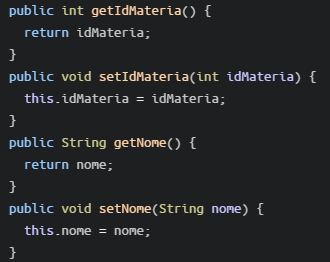 public int getIdMateria() {
  return idMateria;
}
public void setIdMateria(int idMateria) {
  this.idMateria = idMateria;
}
public String getNome() {
  return nome;
}
public void setNome(String nome) {
  this.nome = nome;
}